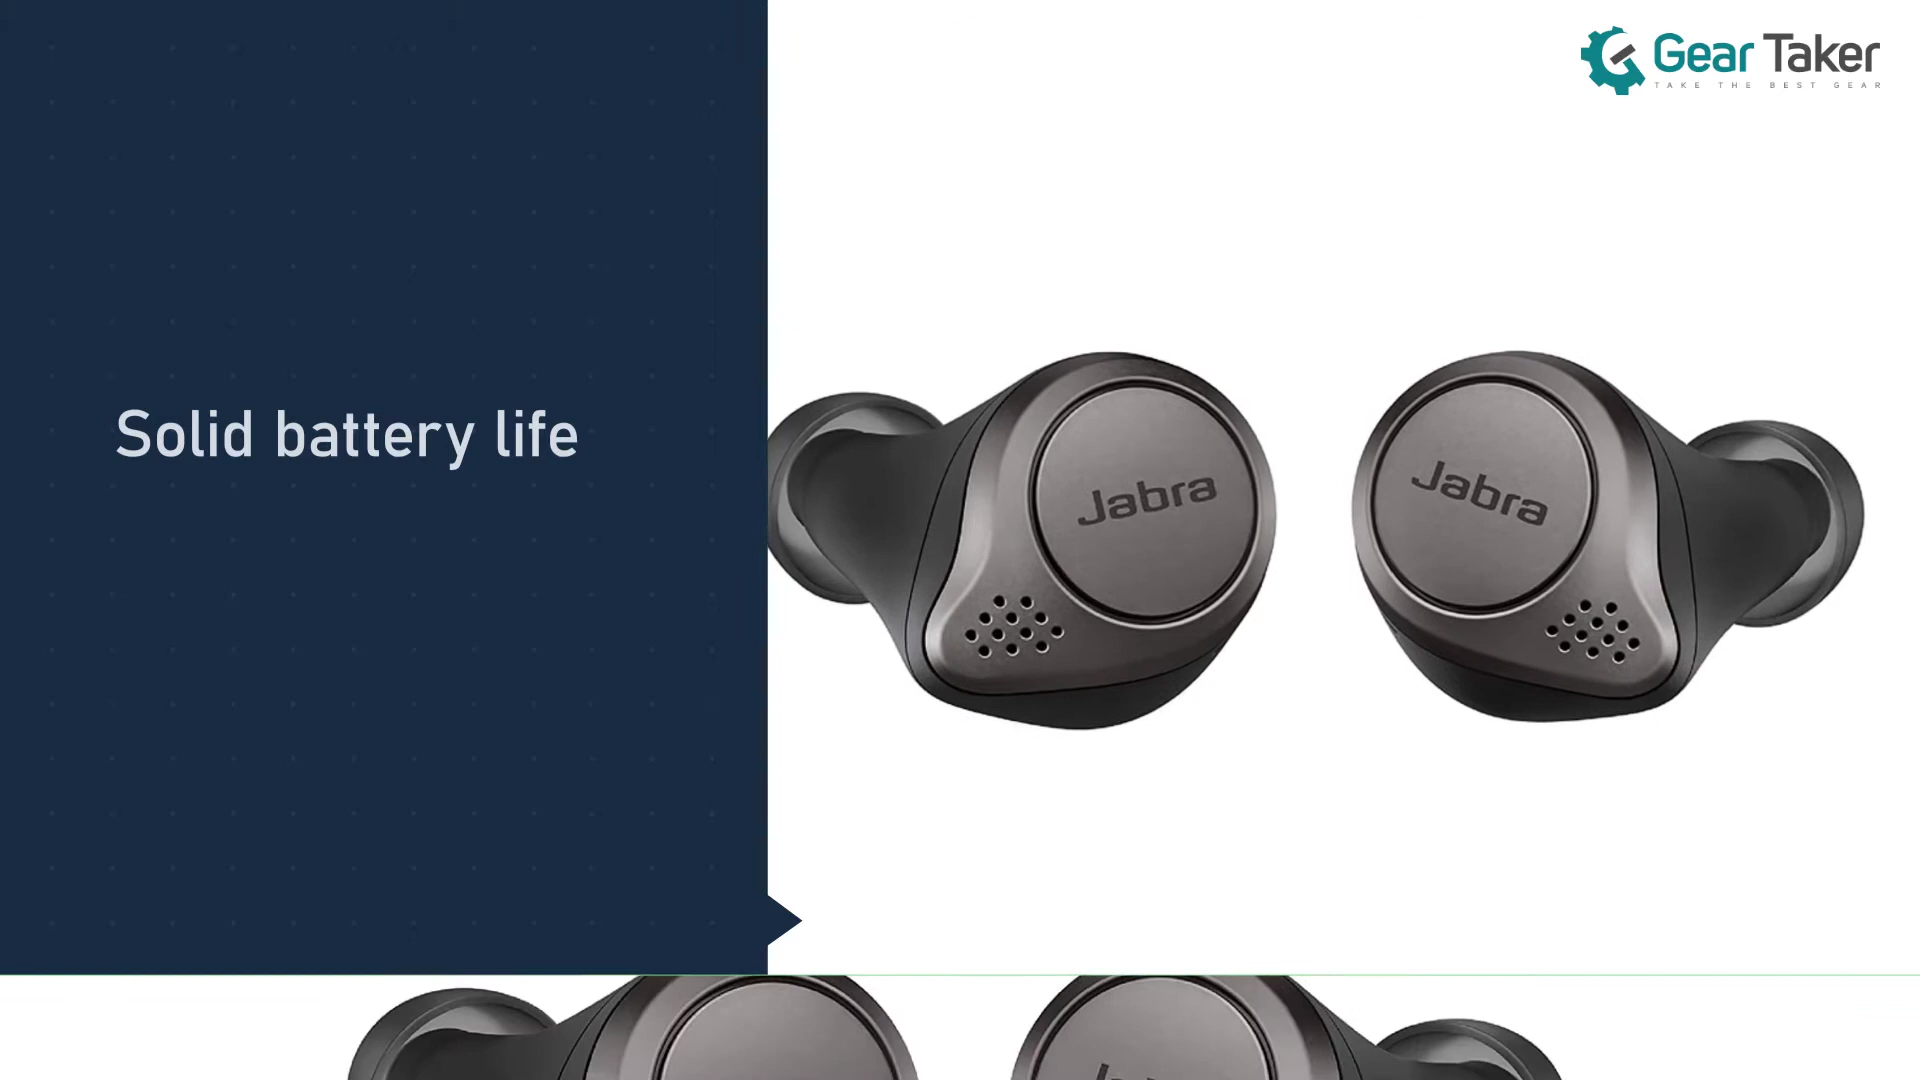 Gear Taker
TAKE THE BEST GEAR
Solid battery life
Jabra
Jabra